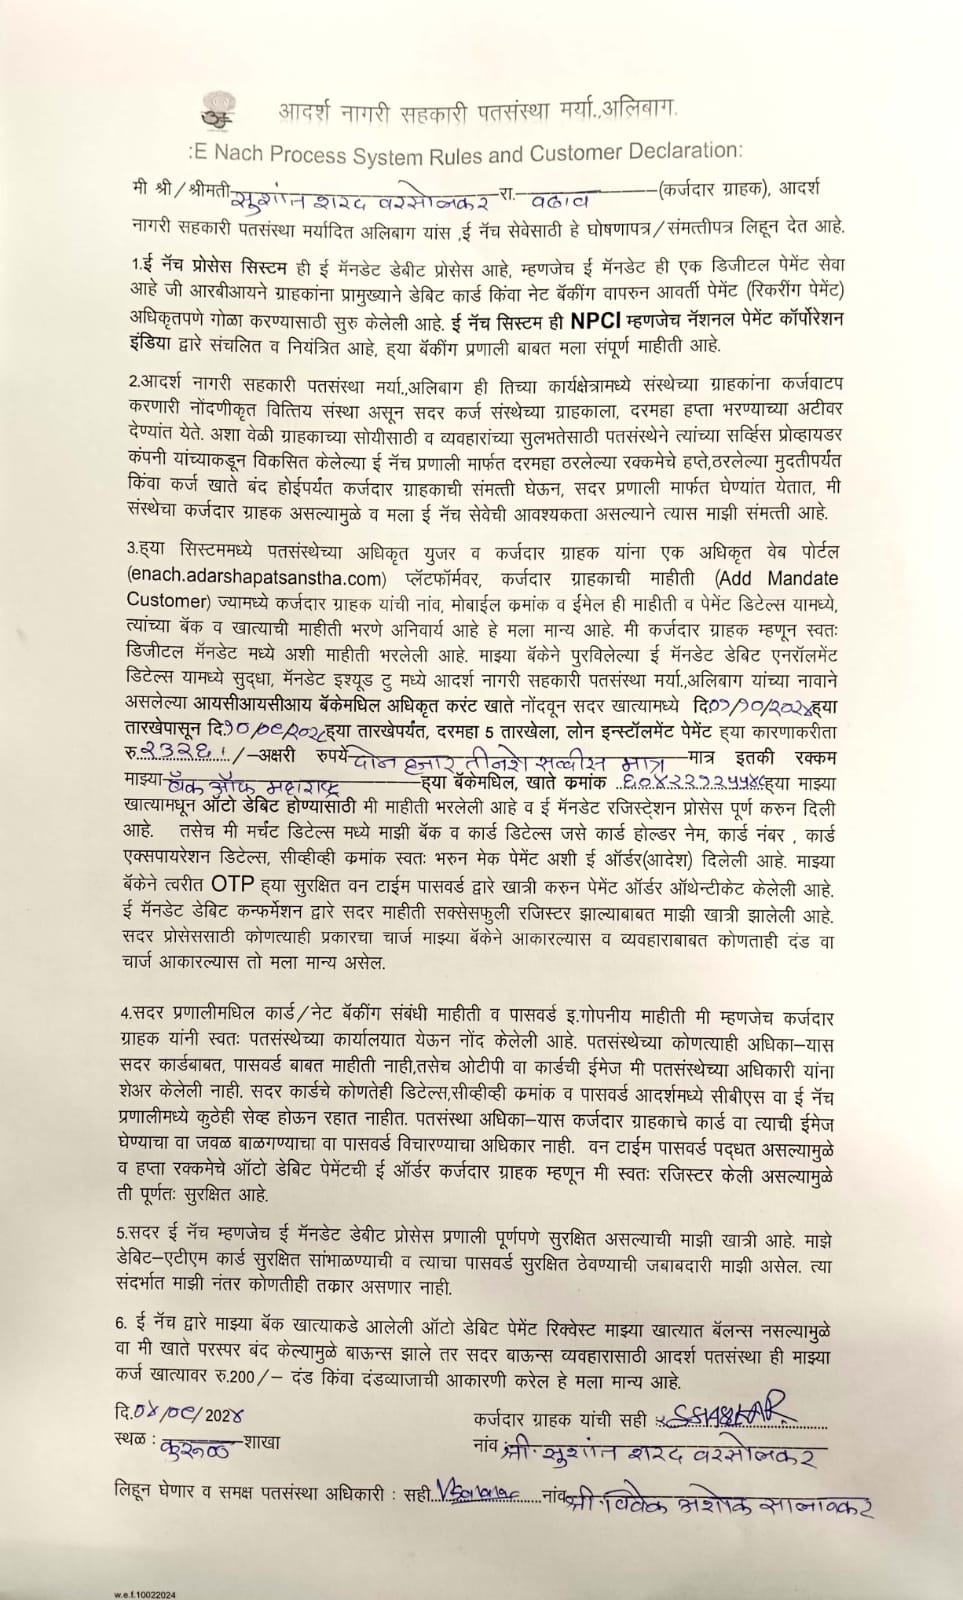 आदर्श नागरी सहकारी पतसंस्था मर्या.,अलिबाग.
:E Nach Process System Rules and Customer Declaration:
मी श्री/श्रीमती सुशांत शरद वरसोलकर रा. वढाव (कर्जदार ग्राहक), आदर्श
नागरी सहकारी पतसंस्था मर्यादित अलिबाग यांस ,ई नॅच सेवेसाठी हे घोषणापत्र/संमत्तीपत्र लिहून देत आहे.
1.ई नॅच प्रोसेस सिस्टम ही ई मॅनडेट डेबीट प्रोसेस आहे, म्हणजेच ई मॅनडेट ही एक डिजीटल पेमेंट सेवा
आहे जी आरबीआयने ग्राहकांना प्रामुख्याने डेबिट कार्ड किंवा नेट बॅकींग वापरुन आवर्ती पेमेंट (रिकरींग पेमेंट)
अधिकृतपणे गोळा करण्यासाठी सुरु केलेली आहे. ई नॅच सिस्टम ही NPCI म्हणजेच नॅशनल पेमेंट कॉर्पोरेशन
इंडिया द्वारे संचलित व नियंत्रित आहे, ह्या बॅकींग प्रणाली बाबत मला संपूर्ण माहीती आहे.
2.आदर्श नागरी सहकारी पतसंस्था मर्या.,अलिबाग ही तिच्या कार्यक्षेत्रामध्ये संस्थेच्या ग्राहकांना कर्जवाटप
करणारी नोंदणीकृत वित्तिय संस्था असून सदर कर्ज संस्थेच्या ग्राहकाला, दरमहा हप्ता भरण्याच्या अटीवर
देण्यांत येते. अशा वेळी ग्राहकाच्या सोयीसाठी व व्यवहारांच्या सुलभतेसाठी पतसंस्थेने त्यांच्या सर्व्हिस प्रोव्हायडर
कंपनी यांच्याकडून विकसित केलेल्या ई नॅच प्रणाली मार्फत दरमहा ठरलेल्या रक्कमेचे हप्ते,ठरलेल्या मुदतीपर्यंत
किंवा कर्ज खाते बंद होईपर्यंत कर्जदार ग्राहकाची संमत्ती घेऊन, सदर प्रणाली मार्फत घेण्यांत येतात, मी
संस्थेचा कर्जदार ग्राहक असल्यामुळे व मला ई नॅच सेवेची आवश्यकता असल्याने त्यास माझी संमत्ती आहे.
3.ह्या सिस्टममध्ये पतसंस्थेच्या अधिकृत युजर व कर्जदार ग्राहक यांना एक अधिकृत वेब पोर्टल
(enach.adarshapatsanstha.com) प्लॅटफॉर्मवर, कर्जदार ग्राहकाची माहीती (Add Mandate
Customer) ज्यामध्ये कर्जदार ग्राहक यांची नांव, मोबाईल क्रमांक व ईमेल ही माहीती व पेमेंट डिटेल्स यामध्ये,
त्यांच्या बॅक व खात्याची माहीती भरणे अनिवार्य आहे हे मला मान्य आहे. मी कर्जदार ग्राहक म्हणून स्वतः
डिजीटल मॅनडेट मध्ये अशी माहीती भरलेली आहे. माझ्या बॅकेने पुरविलेल्या ई मॅनडेट डेबिट एनरॉलमेंट
डिटेल्स यामध्ये सुद्धा, मॅनडेट इश्यूड टु मध्ये आदर्श नागरी सहकारी पतसंस्था मर्या.,अलिबाग यांच्या नावाने
असलेल्या आयसीआयसीआय बॅकेमधिल अधिकृत करंट खाते नोंदवून सदर खात्यामध्ये दि०१/१०/२०२४ ह्या
तारखेपासून दि१०/०९/२०२८ ह्या तारखेपर्यंत, दरमहा 5 तारखेला, लोन इन्स्टॉलमेंट पेमेंट ह्या कारणाकरीता
रु २३२६/-अक्षरी रुपये दोन हजार तीनशे सव्वीस मात्र मात्र इतकी रक्कम
माझ्या बँक ऑफ महाराष्ट्र ह्या बॅकेमधिल, खाते क्रमांक ६०४२२१२५५४८ ह्या माझ्या
खात्यामधून ऑटो डेबिट होण्यासाठी मी माहीती भरलेली आहे व ई मॅनडेट रजिस्ट्रेशन प्रोसेस पूर्ण करुन दिली
आहे. तसेच मी मर्चंट डिटेल्स मध्ये माझी बॅक व कार्ड डिटेल्स जसे कार्ड होल्डर नेम, कार्ड नंबर , कार्ड
एक्सपायरेशन डिटेल्स, सीव्हीव्ही क्रमांक स्वतः भरुन मेक पेमेंट अशी ई ऑर्डर(आदेश) दिलेली आहे. माझ्या
बॅकेने त्वरीत OTP ह्या सुरक्षित वन टाईम पासवर्ड द्वारे खात्री करुन पेमेंट ऑर्डर ऑथेन्टीकेट केलेली आहे.
ई मॅनडेट डेबिट कन्फर्मेशन द्वारे सदर माहीती सक्सेसफुली रजिस्टर झाल्याबाबत माझी खात्री झालेली आहे.
सदर प्रोसेससाठी कोणत्याही प्रकारचा चार्ज माझ्या बॅकेने आकारल्यास व व्यवहाराबाबत कोणताही दंड वा
चार्ज आकारल्यास तो मला मान्य असेल.
4.सदर प्रणालीमधिल कार्ड/नेट बॅकींग संबंधी माहीती व पासवर्ड इ.गोपनीय माहीती मी म्हणजेच कर्जदार
ग्राहक यांनी स्वतः पतसंस्थेच्या कार्यालयात येऊन नोंद केलेली आहे. पतसंस्थेच्या कोणत्याही अधिका–यास
सदर कार्डबाबत, पासवर्ड बाबत माहीती नाही,तसेच ओटीपी वा कार्डची ईमेज मी पतसंस्थेच्या अधिकारी यांना
शेअर केलेली नाही. सदर कार्डचे कोणतेही डिटेल्स,सीव्हीव्ही क्रमांक व पासवर्ड आदर्शमध्ये सीबीएस वा ई नॅच
प्रणालीमध्ये कुठेही सेव्ह होऊन रहात नाहीत. पतसंस्था अधिका–यास कर्जदार ग्राहकाचे कार्ड वा त्याची ईमेज
घेण्याचा वा जवळ बाळगण्याचा वा पासवर्ड विचारण्याचा अधिकार नाही. वन टाईम पासवर्ड पद्धत असल्यामुळे
व हप्ता रक्कमेचे ऑटो डेबिट पेमेंटची ई ऑर्डर कर्जदार ग्राहक म्हणून मी स्वतः रजिस्टर केली असल्यामुळे
ती पूर्णतः सुरक्षित आहे.
5.सदर ई नॅच म्हणजेच ई मॅनडेट डेबीट प्रोसेस प्रणाली पूर्णपणे सुरक्षित असल्याची माझी खात्री आहे. माझे
डेबिट–एटीएम कार्ड सुरक्षित सांभाळण्याची व त्याचा पासवर्ड सुरक्षित ठेवण्याची जबाबदारी माझी असेल. त्या
संदर्भात माझी नंतर कोणतीही तक्रार असणार नाही.
6. ई नॅच द्वारे माझ्या बॅक खात्याकडे आलेली ऑटो डेबिट पेमेंट रिक्वेस्ट माझ्या खात्यात बॅलन्स नसल्यामुळे
वा मी खाते परस्पर बंद केल्यामुळे बाऊन्स झाले तर सदर बाऊन्स व्यवहारासाठी आदर्श पतसंस्था ही माझ्या
कर्ज खात्यावर रु.200/– दंड किंवा दंडव्याजाची आकारणी करेल हे मला मान्य आहे.
दि.०४/०९/2024 कर्जदार ग्राहक यांची सही :
स्थळ : कुरूळ शाखा नांव: श्री. सुशांत शरद वरसोलकर
लिहून घेणार व समक्ष पतसंस्था अधिकारी : सही नांव श्री. विवेक अशोक सानावकर
w.e.f.10022024